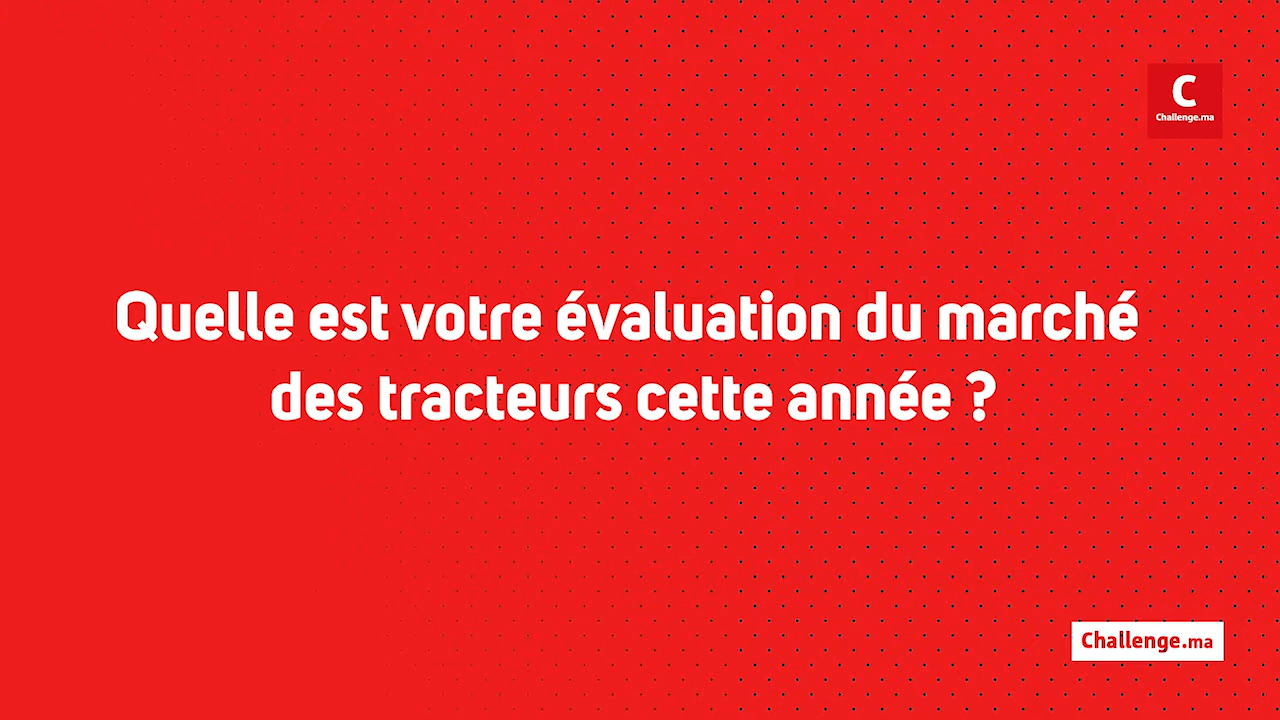 C
Challenge.ma
Quelle est votre évaluation du marché
des tracteurs cette année ?
Challenge.ma